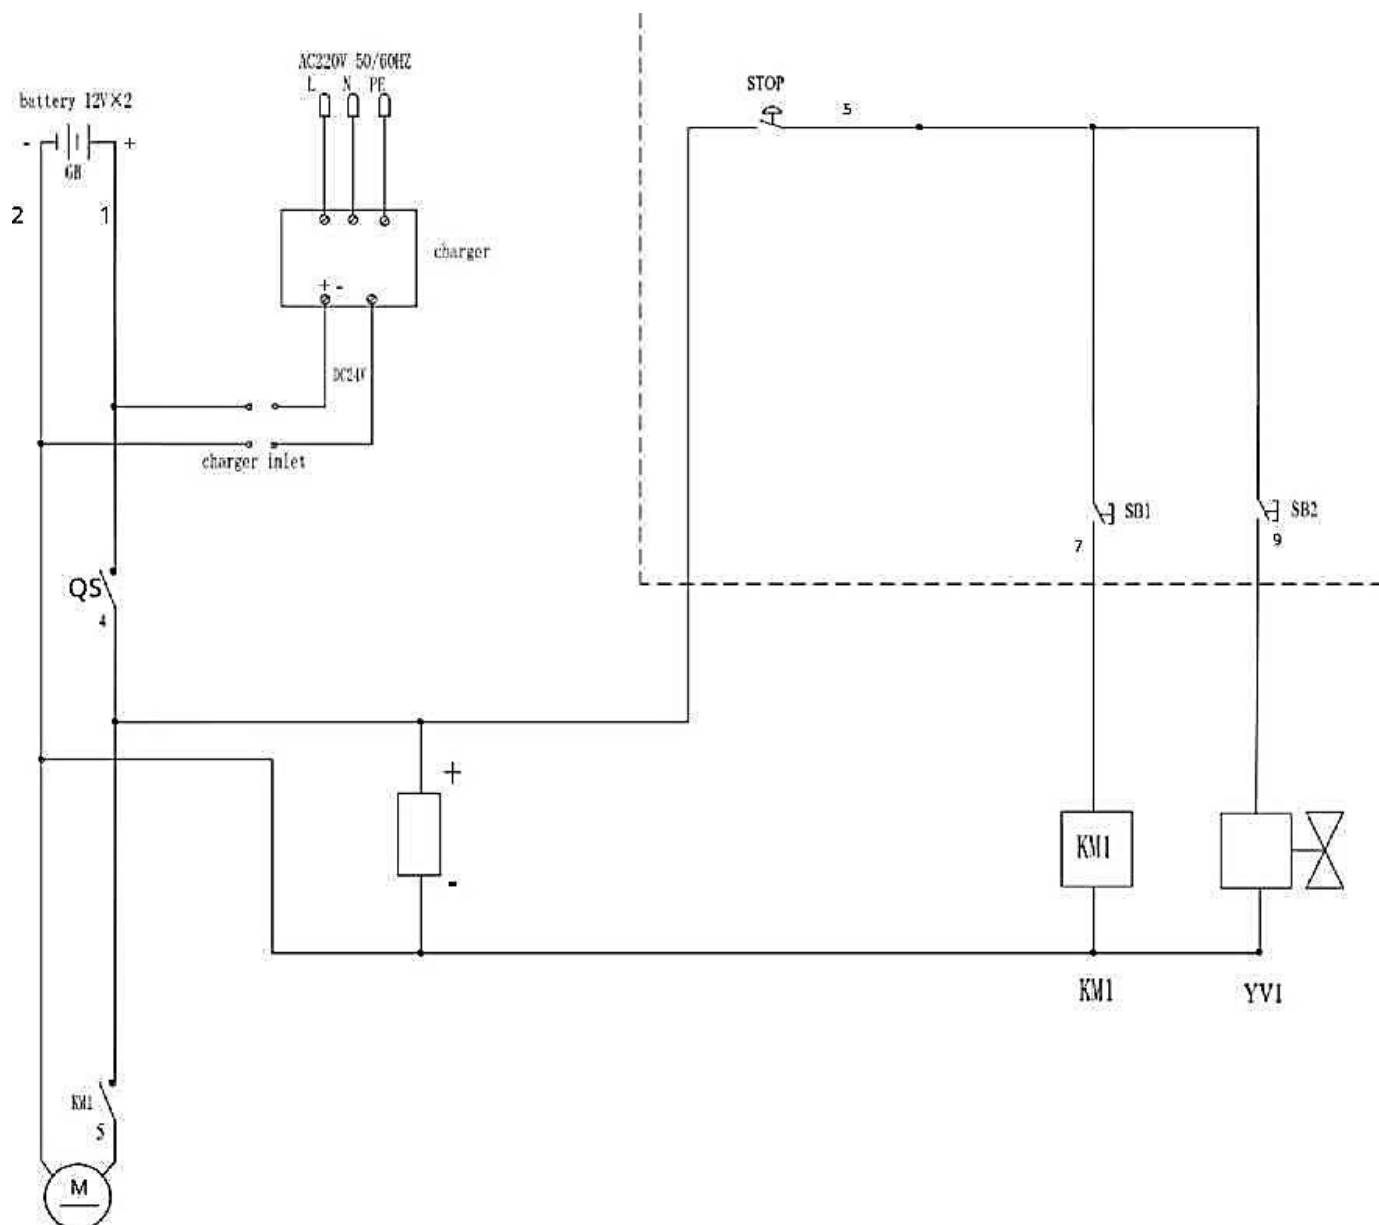 AC220V 50/60HZ
L N PE
battery 12V×2
- +
GB
2 1
charger
+ -
DC24V
charger inlet
STOP
5
SB1
SB2
7
9
QS
4
+
-
KM1
KM1
YV1
KM1
5
M